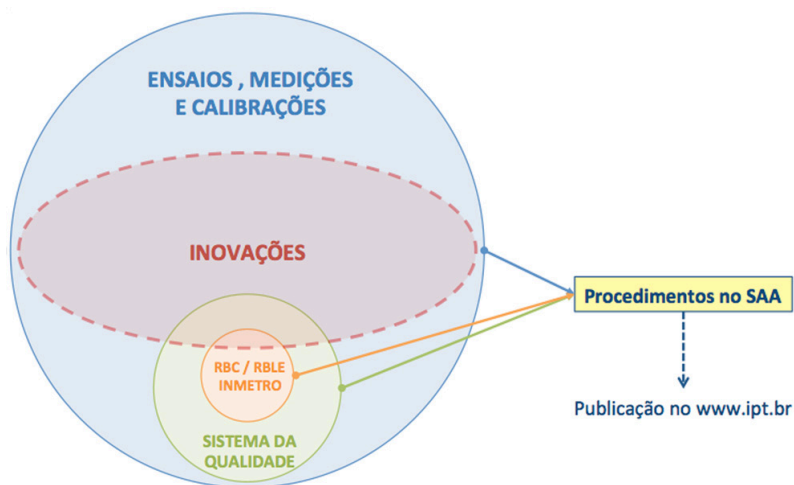 ENSAIOS , MEDIÇÕES
E CALIBRAÇÕES
INOVAÇÕES
Procedimentos no SAA
RBC / RBLE
INMETRO
Publicação no www.ipt.br
SISTEMA DA
QUALIDADE